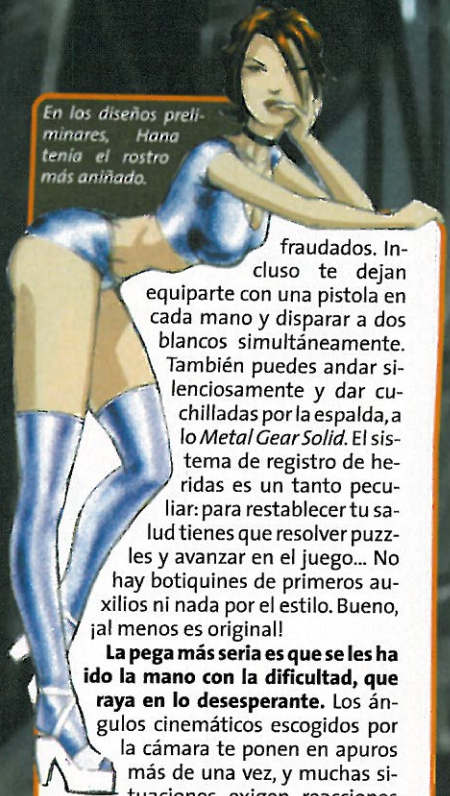 En los diseños preli-
minares, Hana
tenía el rostro
más aniñado.
fraudados. In-
cluso te dejan
equiparte con una pistola en
cada mano y disparar a dos
blancos simultáneamente.
También puedes andar si-
lenciosamente y dar cu-
chilladas por la espalda, a
lo Metal Gear Solid. El sis-
tema de registro de he-
ridas es un tanto pecu-
liar: para restablecer tu sa-
lud tienes que resolver puzz-
les y avanzar en el juego... No
hay botiquines de primeros au-
xilios ni nada por el estilo. Bueno,
¡al menos es original!
La pega más seria es que se les ha
ido la mano con la dificultad, que
raya en lo desesperante. Los án-
gulos cinemáticos escogidos por
la cámara te ponen en apuros
más de una vez, y muchas si-
tuaciones exigen reacciones